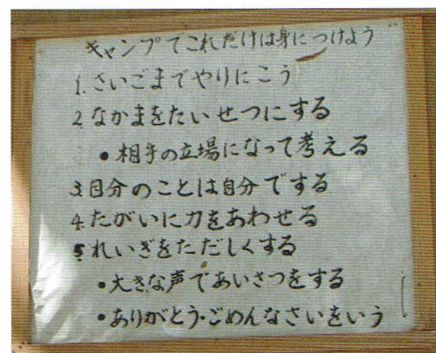 キャンプでこれだけは身につけよう
1.さいごまでやりにこう
2.なかまをたいせつにする
•相手の立場になって考える
3.自分のことは自分でする
4.たがいに力をあわせる
5.れいぎをただしくする
•大きな声であいさつをする
•ありがとう・ごめんなさいをいう